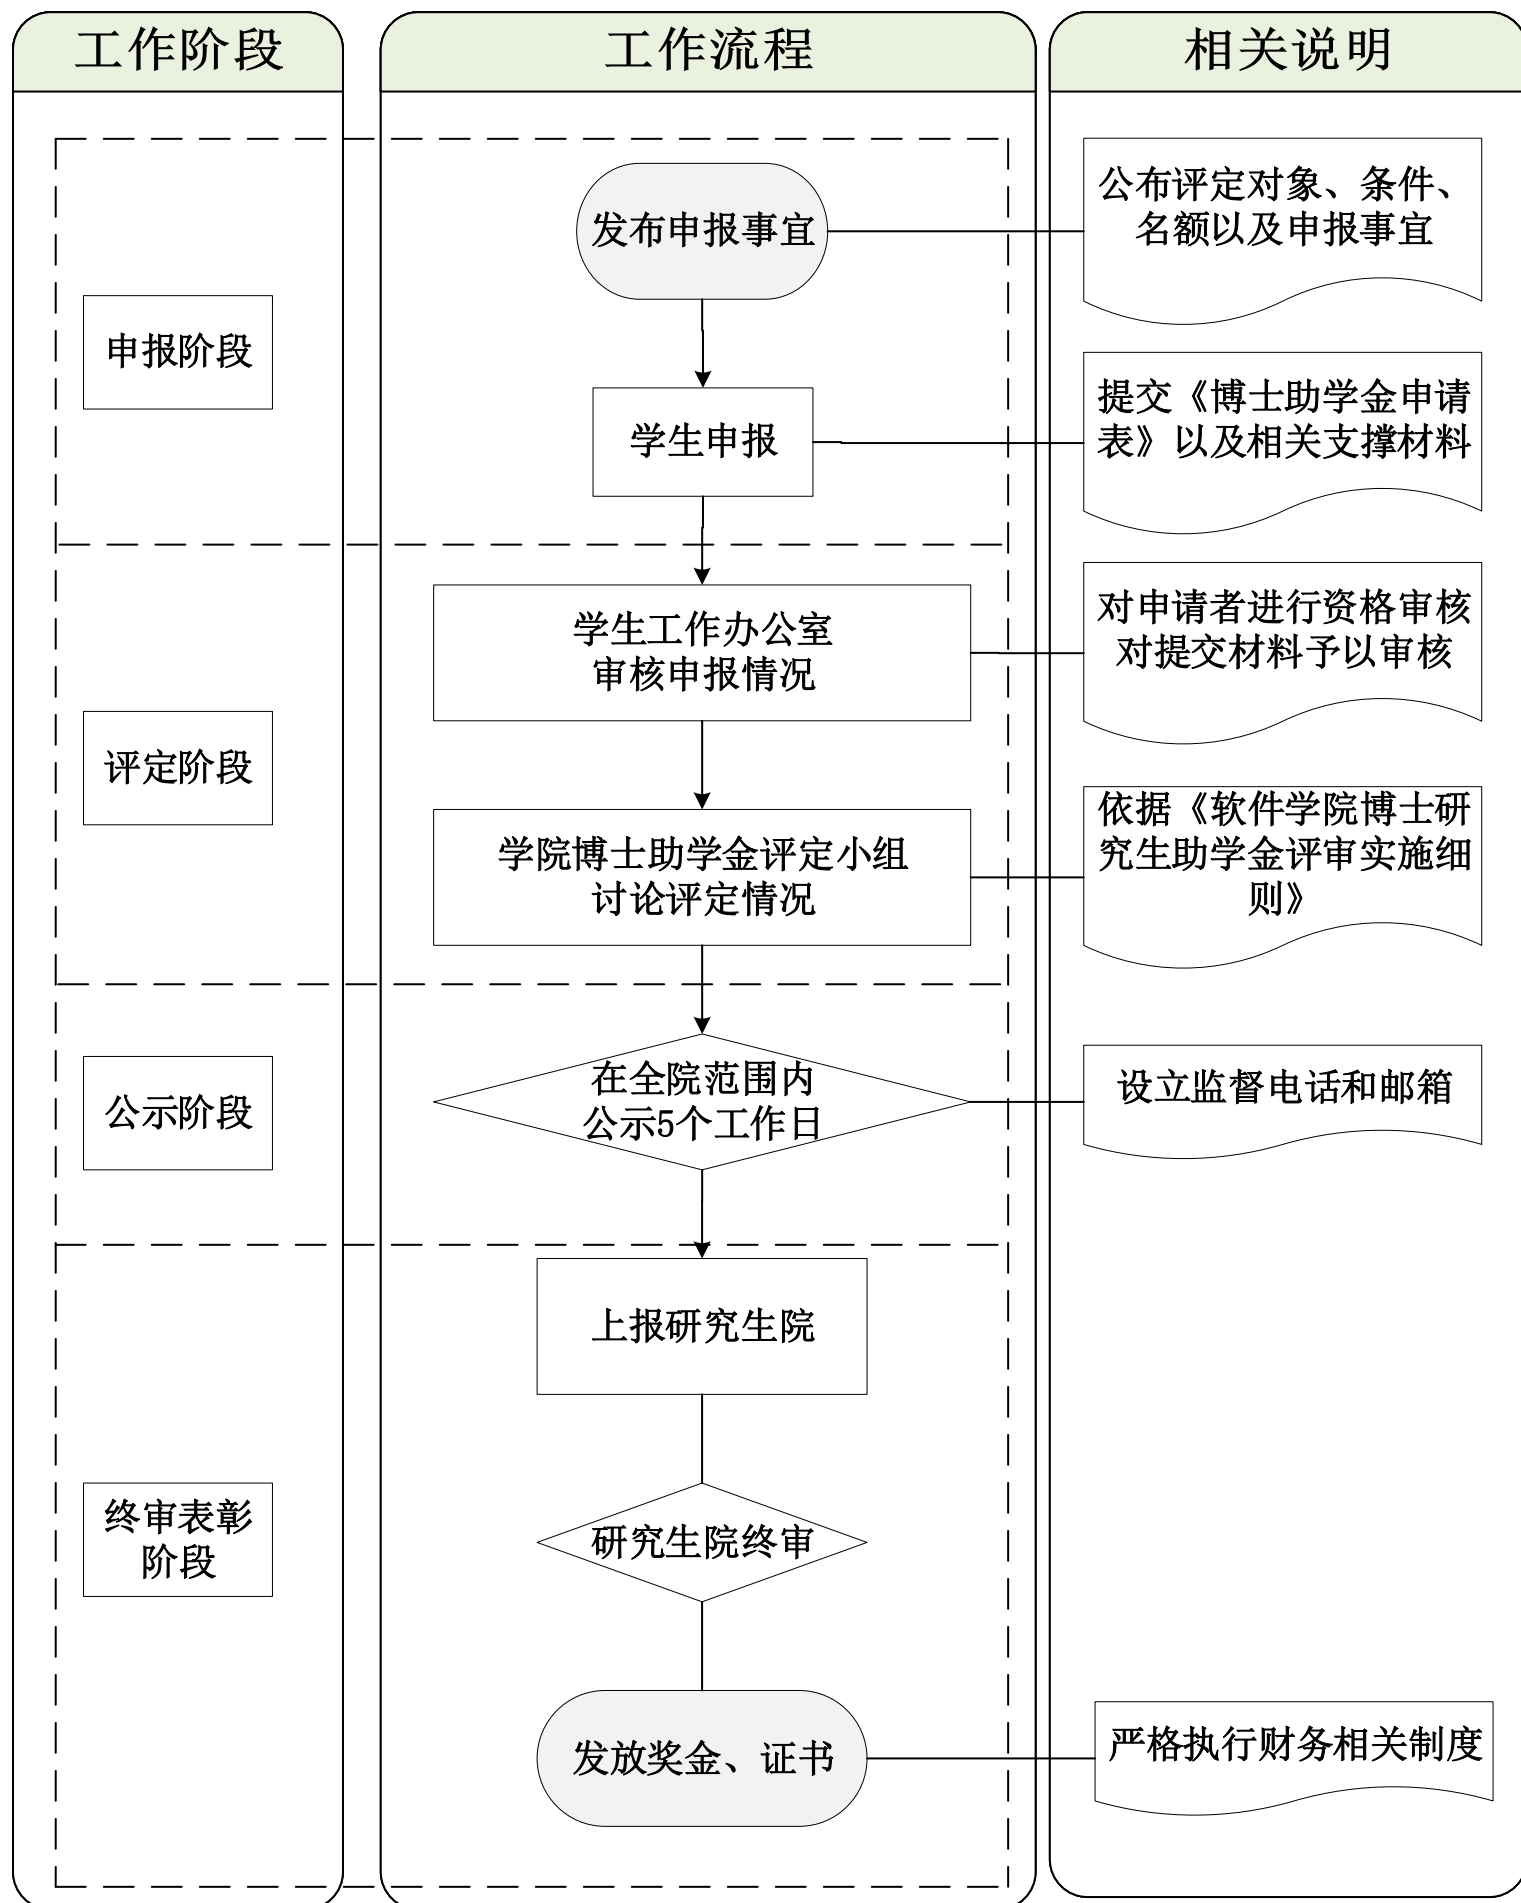 工作阶段
工作流程
相关说明
发布申报事宜
公布评定对象、条件、
名额以及申报事宜
申报阶段
学生申报
提交《博士助学金申请
表》以及相关支撑材料
学生工作办公室
审核申报情况
对申请者进行资格审核
对提交材料予以审核
评定阶段
学院博士助学金评定小组
讨论评定情况
依据《软件学院博士研
究生助学金评审实施细
则》
公示阶段
在全院范围内
公示5个工作日
设立监督电话和邮箱
上报研究生院
终审表彰
阶段
研究生院终审
发放奖金、证书
严格执行财务相关制度